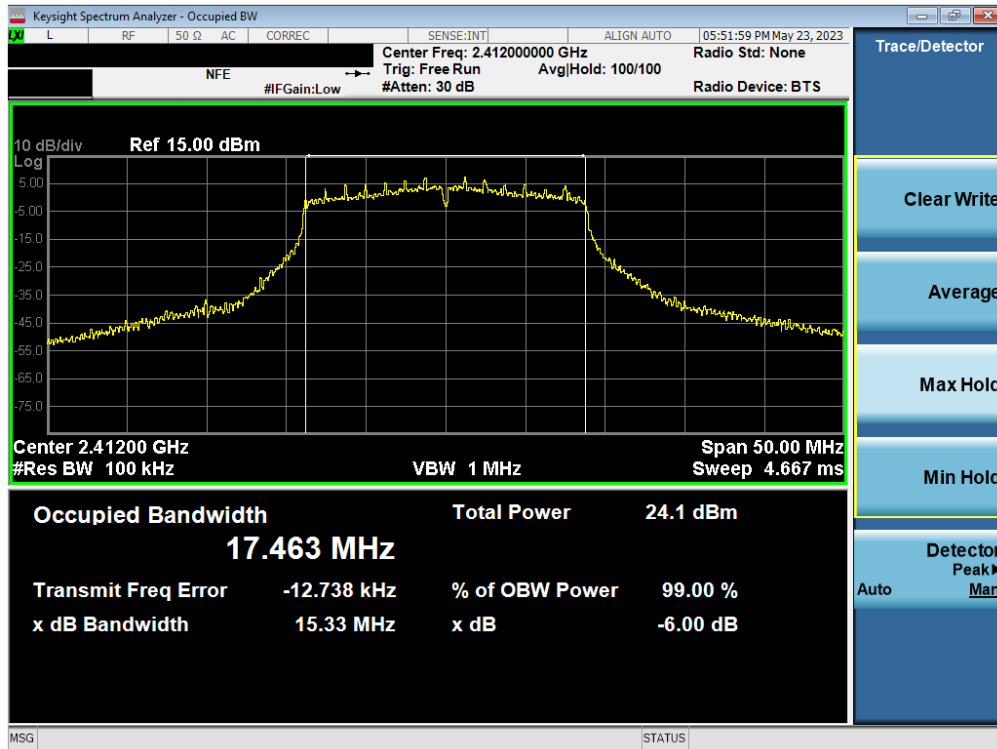 Keysight Spectrum Analyzer - Occupied BW
LXI L RF 50 Ω AC CORREC SENSE:INT ALIGN AUTO 05:51:59 PM May 23, 2023
Center Freq: 2.412000000 GHz Radio Std: None
NFE Trig: Free Run Avg|Hold: 100/100
#IFGain:Low #Atten: 30 dB Radio Device: BTS
10 dB/div Ref 15.00 dBm
Log
5.00
-5.00
-15.0
-25.0
-35.0
-45.0
-55.0
-65.0
-75.0
Center 2.41200 GHz Span 50.00 MHz
#Res BW 100 kHz VBW 1 MHz Sweep 4.667 ms
Occupied Bandwidth Total Power 24.1 dBm
17.463 MHz
Transmit Freq Error -12.738 kHz % of OBW Power 99.00 %
x dB Bandwidth 15.33 MHz x dB -6.00 dB
MSG STATUS
Trace/Detector
Clear Write
Average
Max Hold
Min Hold
Detector
Peak
Auto Man